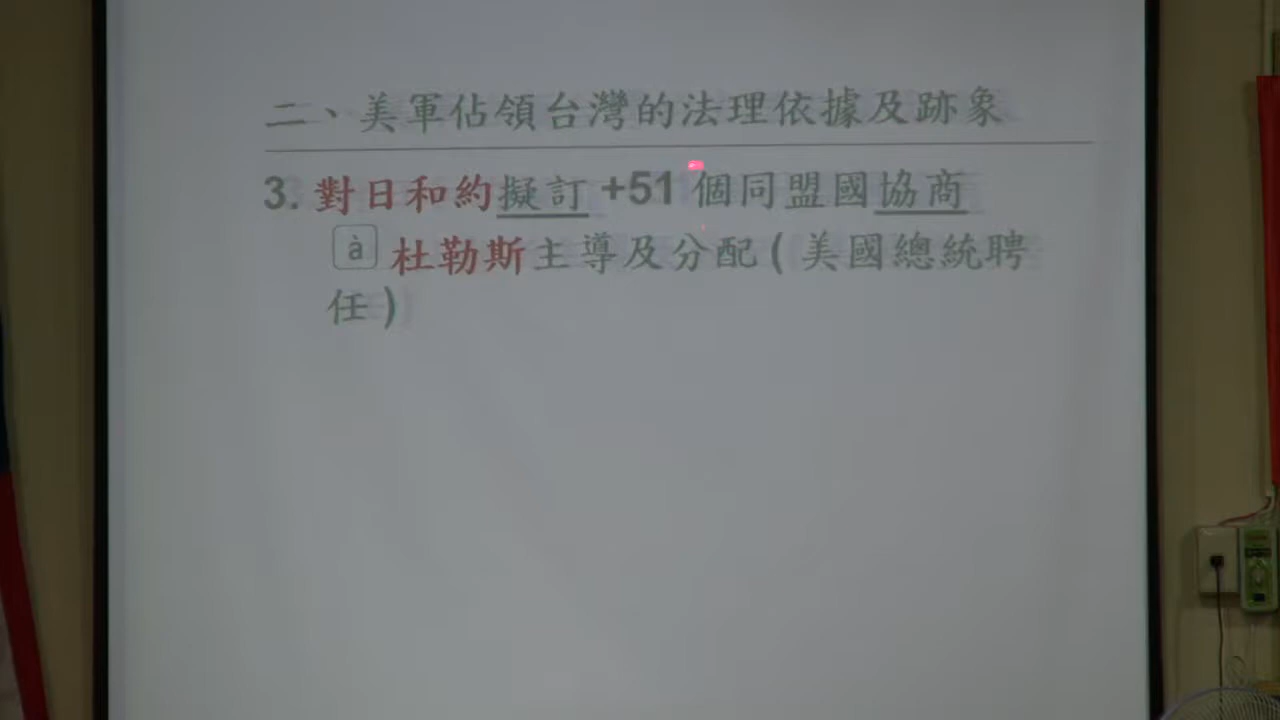 二、美軍佔領台灣的法理依據及跡象
3. 對日和約擬訂 +51 個同盟國協商
à 杜勒斯主導及分配 ( 美國總統聘
任 )